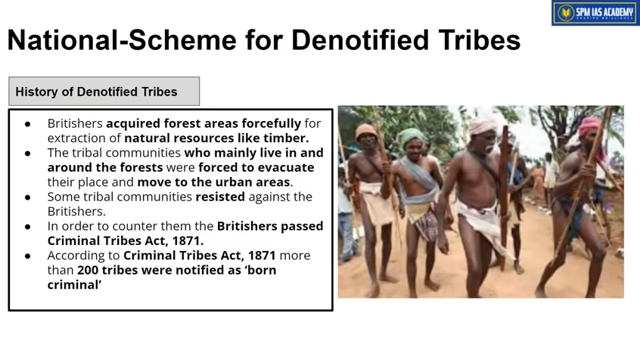 SPM IAS ACADEMY
National-Scheme for Denotified Tribes
History of Denotified Tribes
● Britishers acquired forest areas forcefully for
extraction of natural resources like timber.
● The tribal communities who mainly live in and
around the forests were forced to evacuate
their place and move to the urban areas.
● Some tribal communities resisted against the
Britishers.
● In order to counter them the Britishers passed
Criminal Tribes Act, 1871.
● According to Criminal Tribes Act, 1871 more
than 200 tribes were notified as ‘born
criminal’